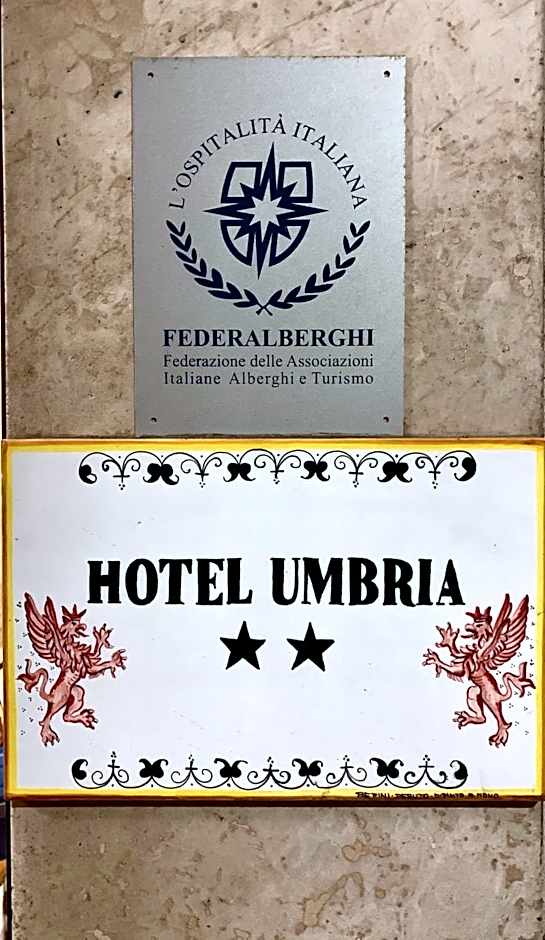 L'OSPITALITÀ ITALIANA
FEDERALBERGHI
Federazione delle Associazioni
Italiane Alberghi e Turismo
HOTEL UMBRIA